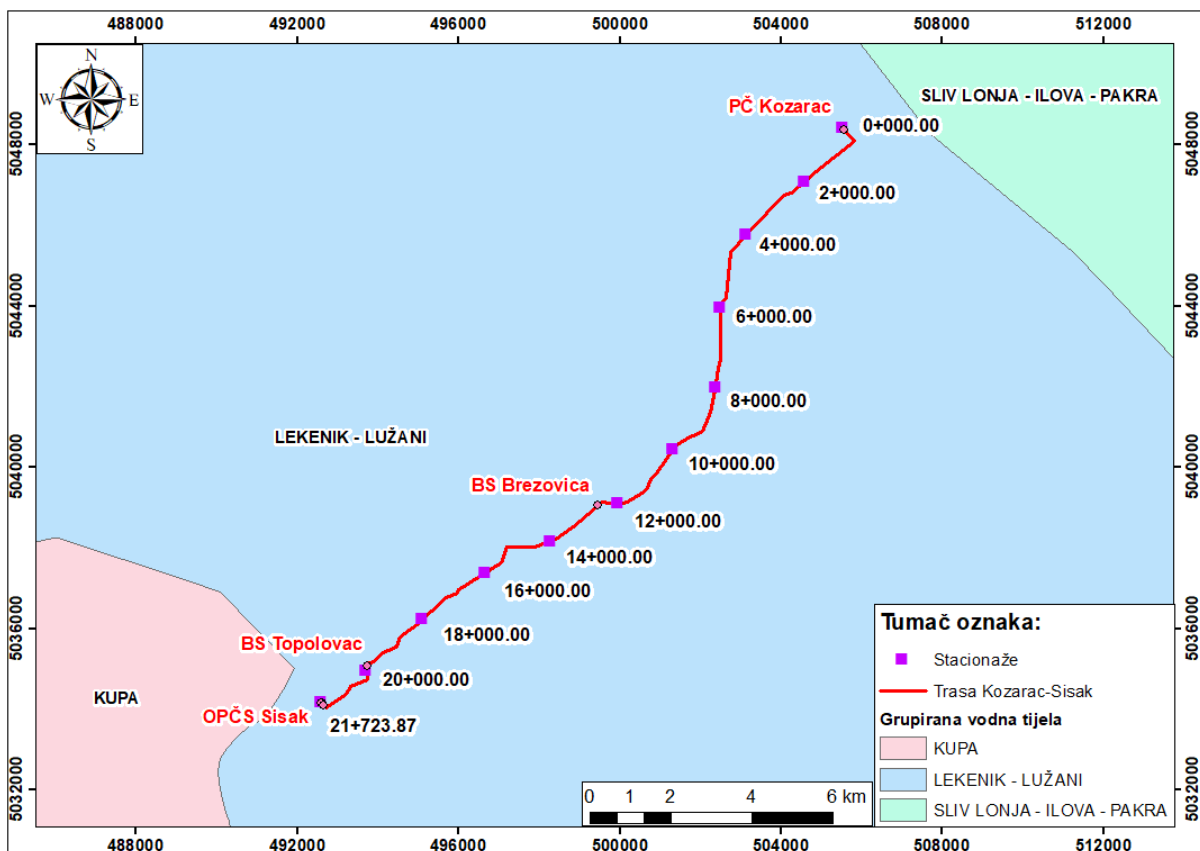 488000 492000 496000 500000 504000 508000 512000
N
W E
S
SLIV LONJA - ILOVA - PAKRA
PČ Kozarac
0+000.00
5048000 5048000
2+000.00
4+000.00
5044000 5044000
6+000.00
8+000.00
LEKENIK - LUŽANI
10+000.00
5040000 5040000
BS Brezovica
12+000.00
14+000.00
16+000.00
5036000 5036000
18+000.00
BS Topolovac
20+000.00
KUPA
OPČS Sisak
21+723.87
5032000 5032000
Tumač oznaka:
Stacionaže
Trasa Kozarac-Sisak
Grupirana vodna tijela
KUPA
LEKENIK - LUŽANI
SLIV LONJA - ILOVA - PAKRA
0 1 2 4 6 km
488000 492000 496000 500000 504000 508000 512000